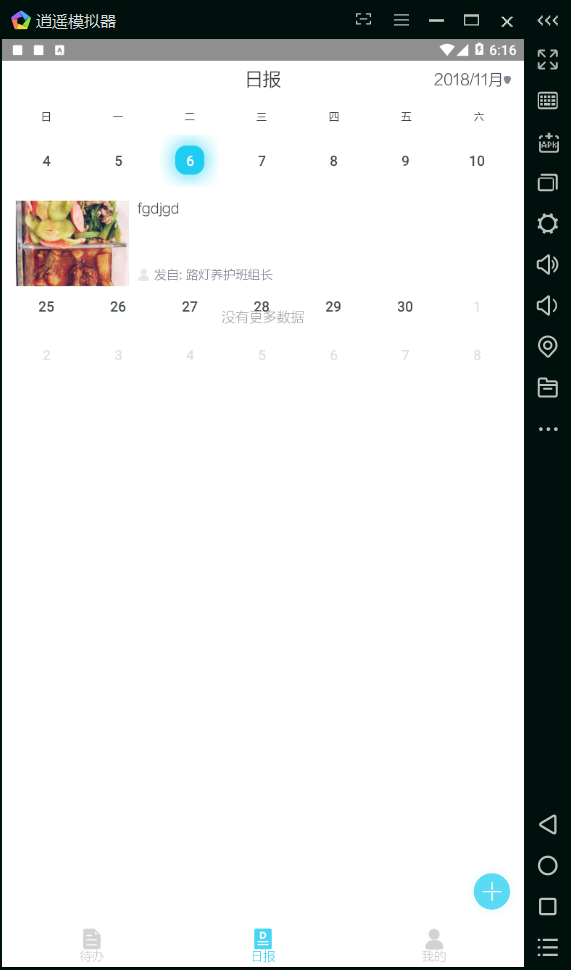 逍遥模拟器
A
6:16
日报
2018/11月
日 一 二 三 四 五 六
4 5 6 7 8 9 10
fgdjgd
发自: 路灯养护班组长
25 26 27 28 29 30 1
没有更多数据
2 3 4 5 6 7 8
待办 日报 我的
APK
D